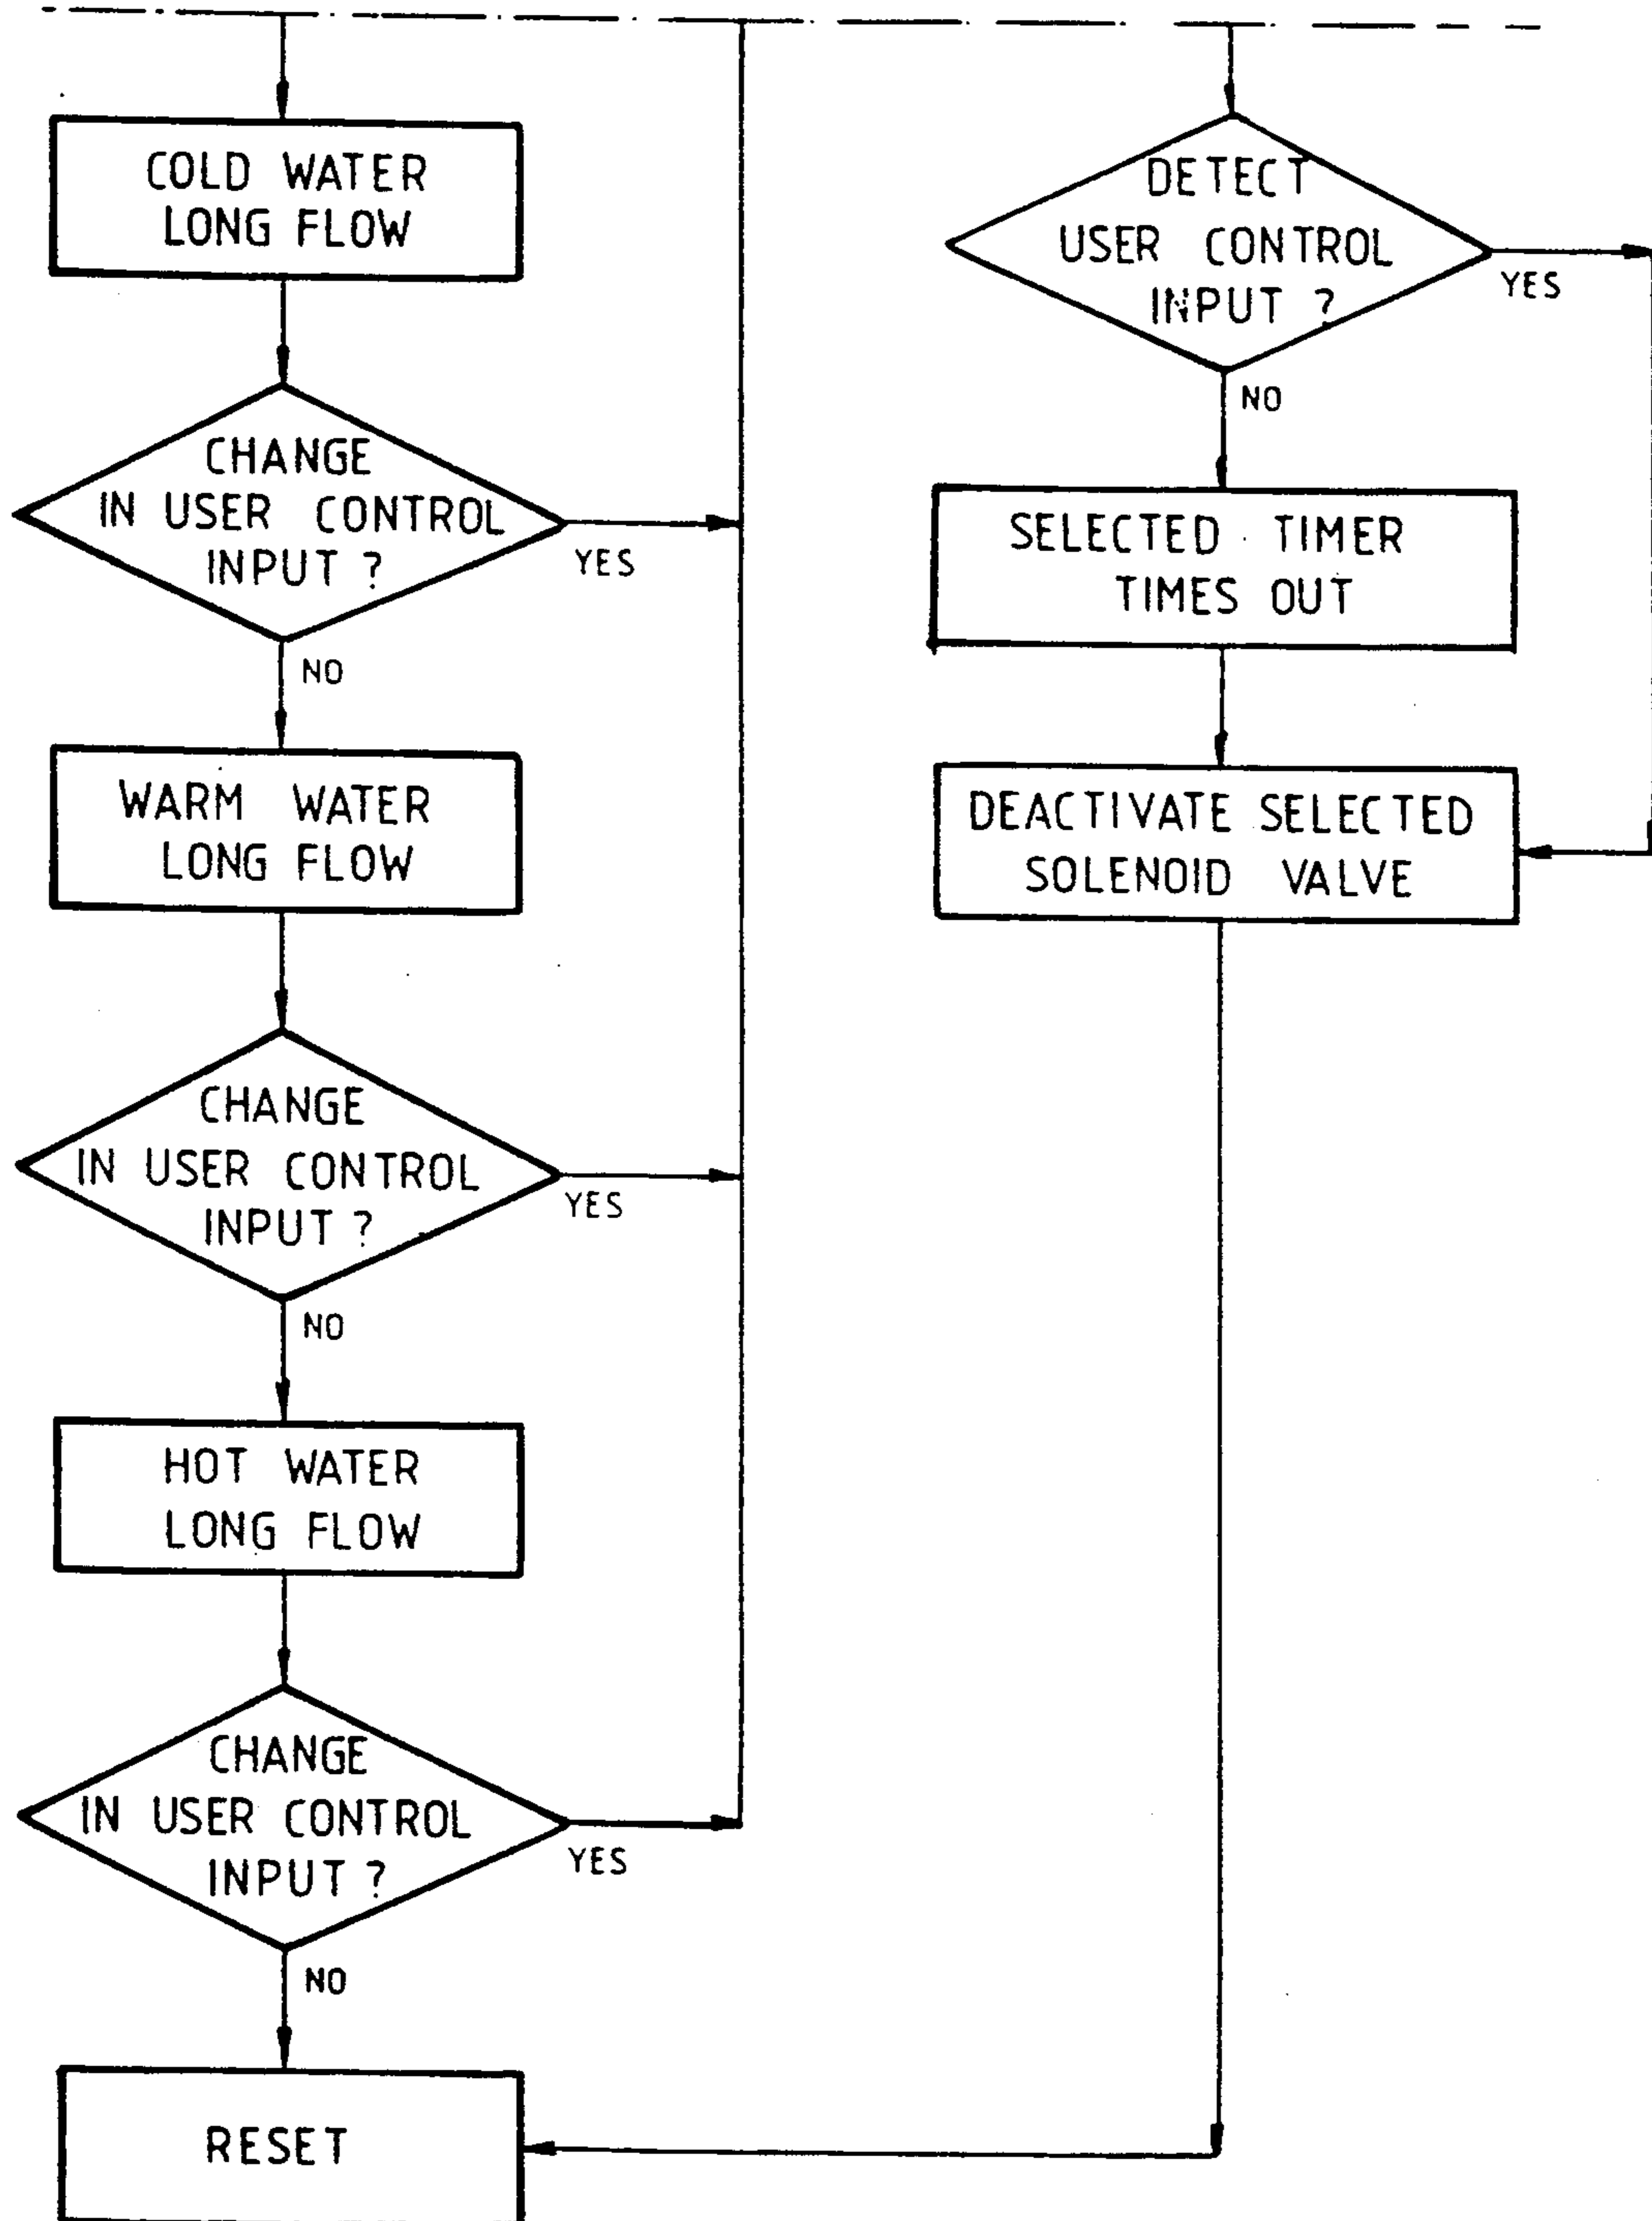 COLD WATER
LONG FLOW
CHANGE
IN USER CONTROL
INPUT ?
YES
NO
WARM WATER
LONG FLOW
CHANGE
IN USER CONTROL
INPUT ?
YES
NO
HOT WATER
LONG FLOW
CHANGE
IN USER CONTROL
INPUT ?
YES
NO
RESET
DETECT
USER CONTROL
INPUT ?
YES
NO
SELECTED TIMER
TIMES OUT
DEACTIVATE SELECTED
SOLENOID VALVE